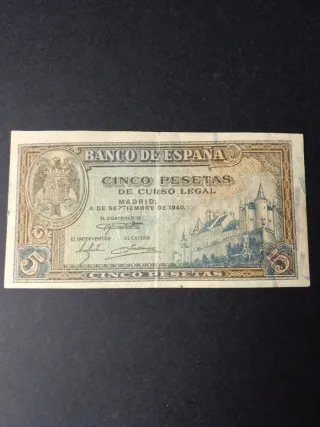 BANCO DE ESPAÑA
CINCO PESETAS
DE CURSO LEGAL
MADRID,
4 DE SEPTIEMBRE DE 1940.
EL GOBERNADOR
EL INTERVENTOR EL CAJERO
5 5
CINCO PESETAS